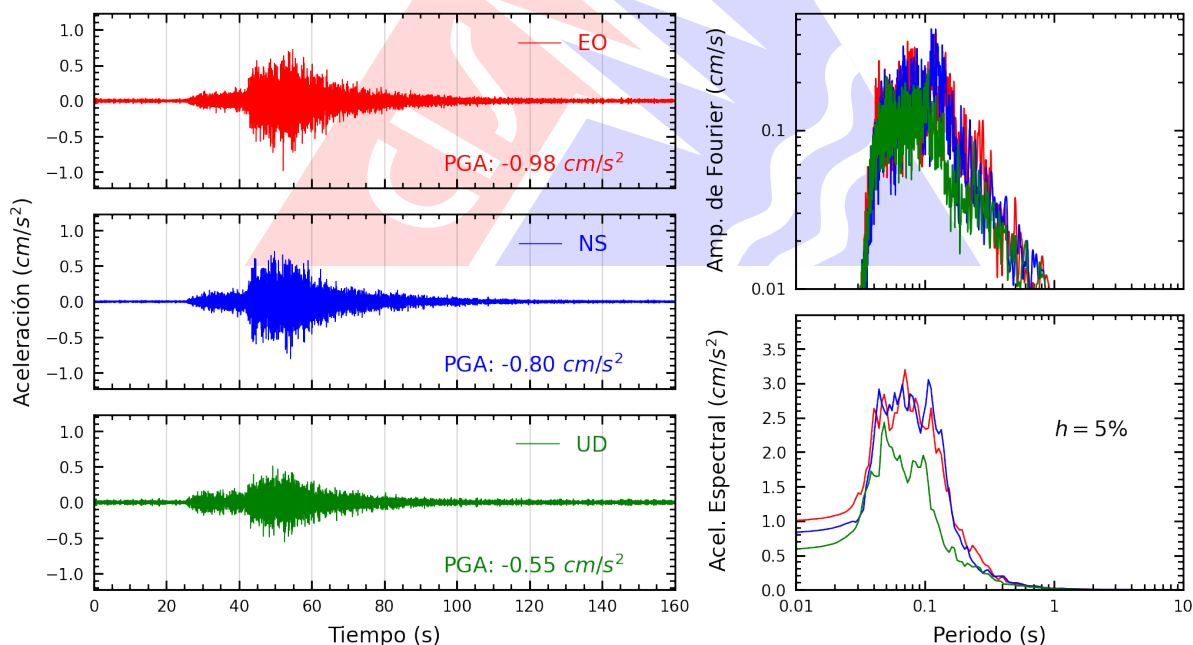 Aceleración (cm/s²)
1.0
0.5
0.0
−0.5
−1.0
EO
PGA: -0.98 cm/s²
1.0
0.5
0.0
−0.5
−1.0
NS
PGA: -0.80 cm/s²
1.0
0.5
0.0
−0.5
−1.0
UD
PGA: -0.55 cm/s²
0 20 40 60 80 100 120 140 160
Tiempo (s)
Amp. de Fourier (cm/s)
0.1
0.01
Acel. Espectral (cm/s²)
3.5
3.0
2.5
2.0
1.5
1.0
0.5
0.0
h = 5%
0.01 0.1 1 10
Periodo (s)